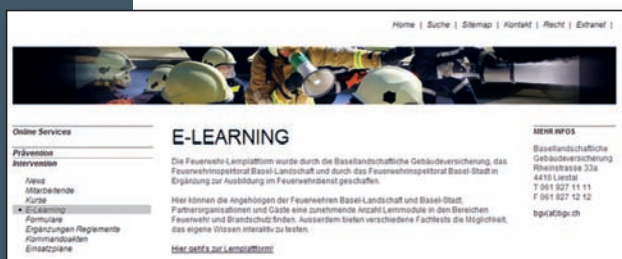 Home | Suche | Sitemap | Kontakt | Recht | Extranet |
Online Services
Prävention
Intervention
News
Mitarbeitende
Kurse
E-Learning
Formulare
Ergänzungen Reglemente
Kommandoakten
Einsatzpläne
E-LEARNING
Die Feuerwehr-Lernplattform wurde durch die Basellandschaftliche Gebäudeversicherung, das
Feuerwehrinspektorat Basel-Landschaft und durch das Feuerwehrinspektorat Basel-Stadt in
Ergänzung zur Ausbildung im Feuerwehrdienst geschaffen.
Hier können die Angehörigen der Feuerwehren Basel-Landschaft und Basel-Stadt,
Partnerorganisationen und Gäste eine zunehmende Anzahl Lernmodule in den Bereichen
Feuerwehr und Brandschutz finden. Ausserdem bieten verschiedene Fachtests die Möglichkeit,
das eigene Wissen interaktiv zu testen.
Hier geht's zur Lernplattform!
MEHR INFOS
Basellandschaftliche
Gebäudeversicherung
Rheinstrasse 33a
4410 Liestal
T 061 927 11 11
F 061 927 12 12
bgv(at)bgv.ch